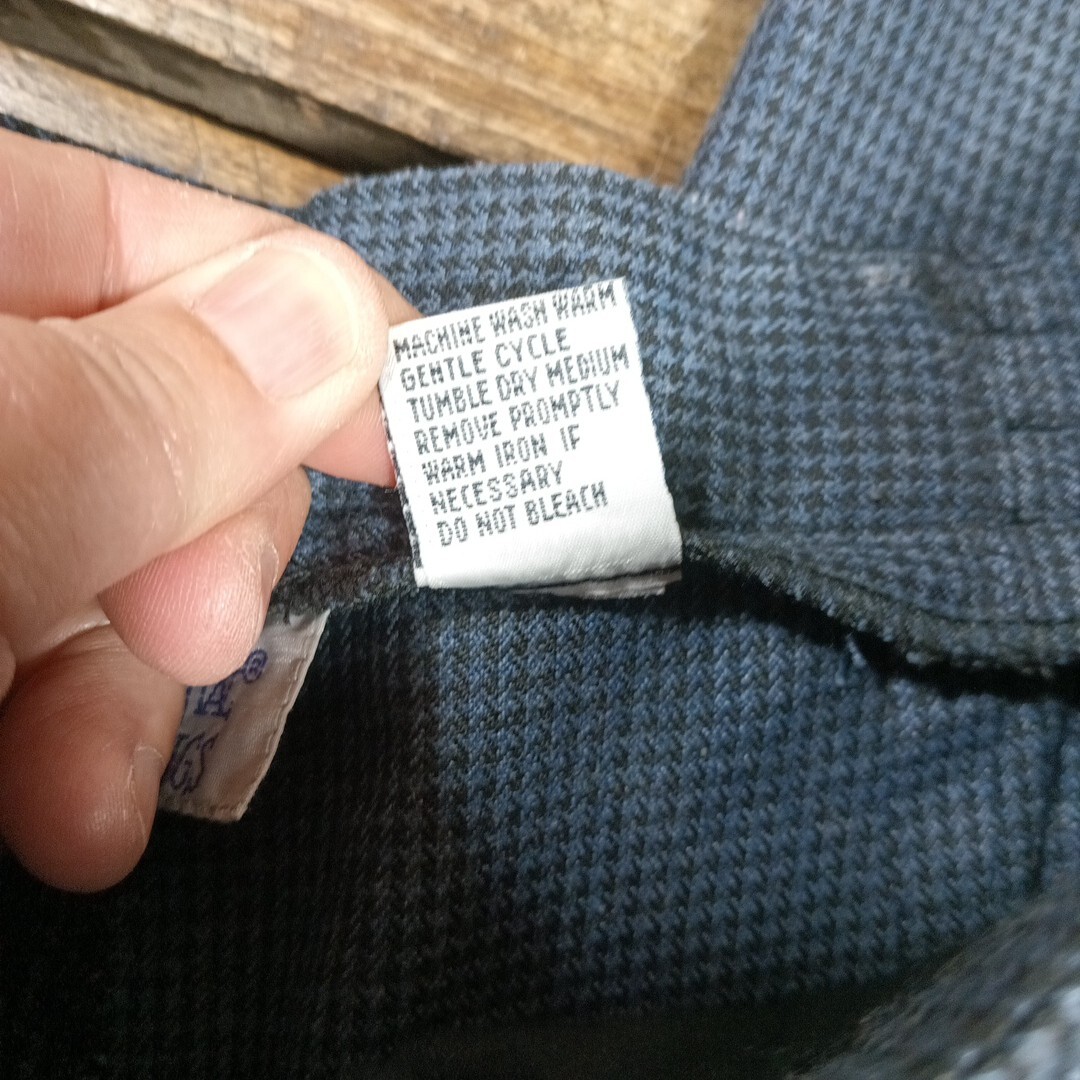 MACHINE WASH WARM
GENTLE CYCLE
TUMBLE DRY MEDIUM
REMOVE PROMPTLY
WARM IRON IF
NECESSARY
DO NOT BLEACH